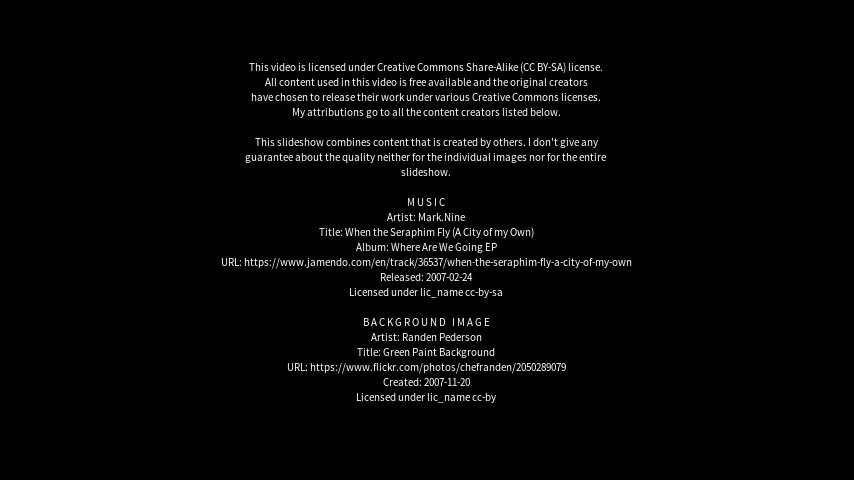 This video is licensed under Creative Commons Share-Alike (CC BY-SA) license.
All content used in this video is free available and the original creators
have chosen to release their work under various Creative Commons licenses.
My attributions go to all the content creators listed below.
This slideshow combines content that is created by others. I don't give any
guarantee about the quality neither for the individual images nor for the entire
slideshow.
M U S I C
Artist: Mark.Nine
Title: When the Seraphim Fly (A City of my Own)
Album: Where Are We Going EP
URL: https://www.jamendo.com/en/track/36537/when-the-seraphim-fly-a-city-of-my-own
Released: 2007-02-24
Licensed under lic_name cc-by-sa
B A C K G R O U N D   I M A G E
Artist: Randen Pederson
Title: Green Paint Background
URL: https://www.flickr.com/photos/chefranden/2050289079
Created: 2007-11-20
Licensed under lic_name cc-by